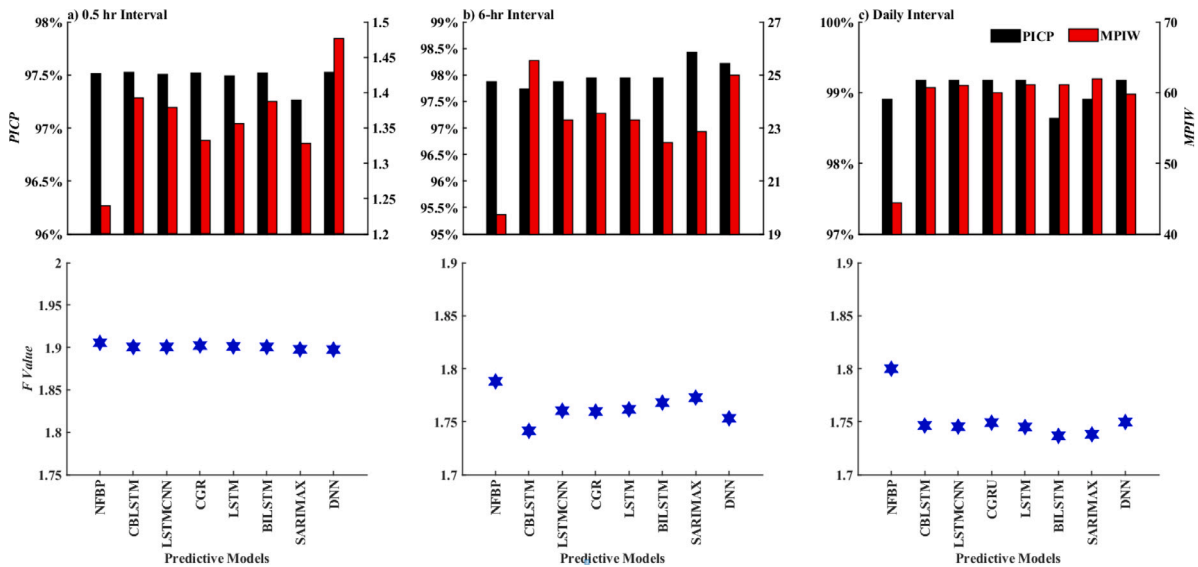 a) 0.5 hr Interval
98%
97.5%
97%
96.5%
96%
PICP
1.5
1.45
1.4
1.35
1.3
1.25
1.2
b) 6-hr Interval
99%
98.5%
98%
97.5%
97%
96.5%
96%
95.5%
95%
27
25
23
21
19
c) Daily Interval
PICP
MPIW
100%
99%
98%
97%
70
60
50
40
MPIW
2
1.95
1.9
1.85
1.8
1.75
F Value
NFBP
CBLSTM
LSTMCNN
CGR
LSTM
BILSTM
SARIMAX
DNN
Predictive Models
1.9
1.85
1.8
1.75
1.7
NFBP
CBLSTM
LSTMCNN
CGR
LSTM
BILSTM
SARIMAX
DNN
Predictive Models
1.9
1.85
1.8
1.75
1.7
NFBP
CBLSTM
LSTMCNN
CGRU
LSTM
BILSTM
SARIMAX
DNN
Predictive Models